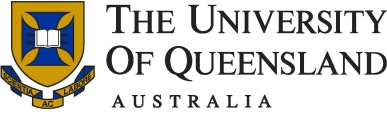 THE UNIVERSITY
OF QUEENSLAND
AUSTRALIA
SCIENTIA AC LABORE